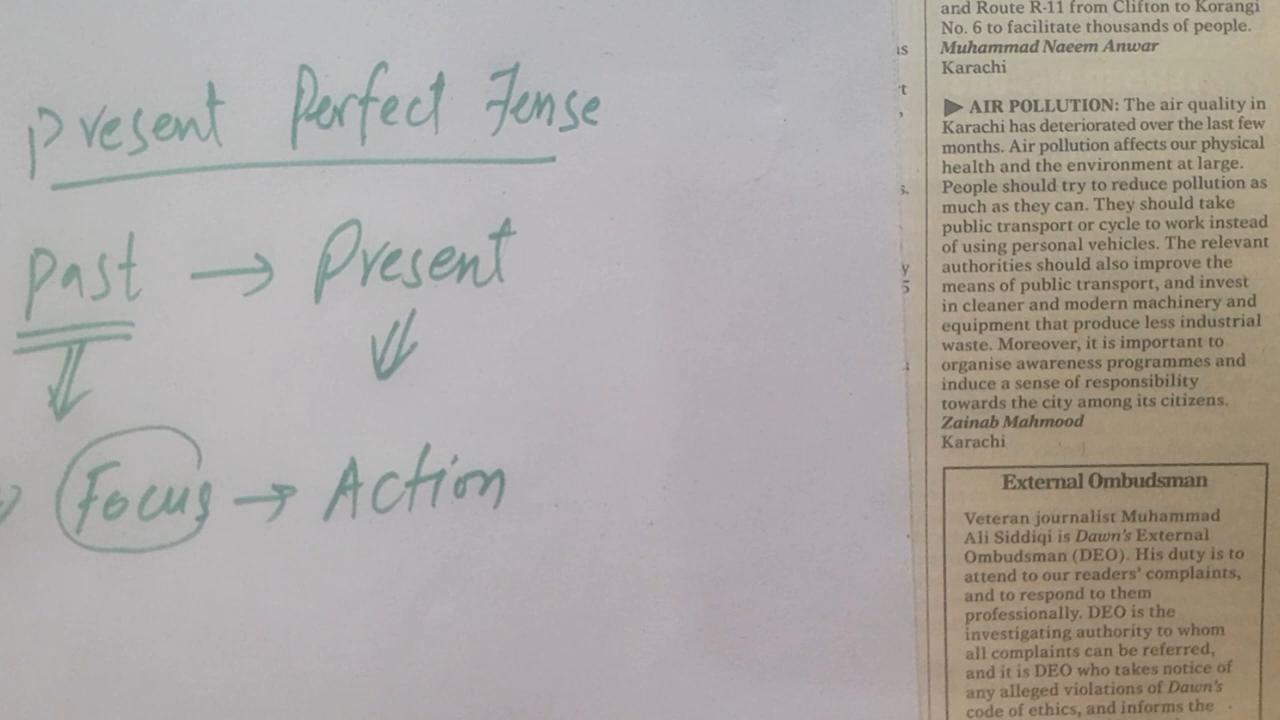 Present Perfect Tense
Past → Present
Focus → Action
and Route R-11 from Clifton to Korangi
No. 6 to facilitate thousands of people.
Muhammad Naeem Anwar
Karachi
▶ AIR POLLUTION: The air quality in
Karachi has deteriorated over the last few
months. Air pollution affects our physical
health and the environment at large.
People should try to reduce pollution as
much as they can. They should take
public transport or cycle to work instead
of using personal vehicles. The relevant
authorities should also improve the
means of public transport, and invest
in cleaner and modern machinery and
equipment that produce less industrial
waste. Moreover, it is important to
organise awareness programmes and
induce a sense of responsibility
towards the city among its citizens.
Zainab Mahmood
Karachi
External Ombudsman
Veteran journalist Muhammad
Ali Siddiqi is Dawn's External
Ombudsman (DEO). His duty is to
attend to our readers' complaints,
and to respond to them
professionally. DEO is the
investigating authority to whom
all complaints can be referred,
and it is DEO who takes notice of
any alleged violations of Dawn's
code of ethics, and informs the